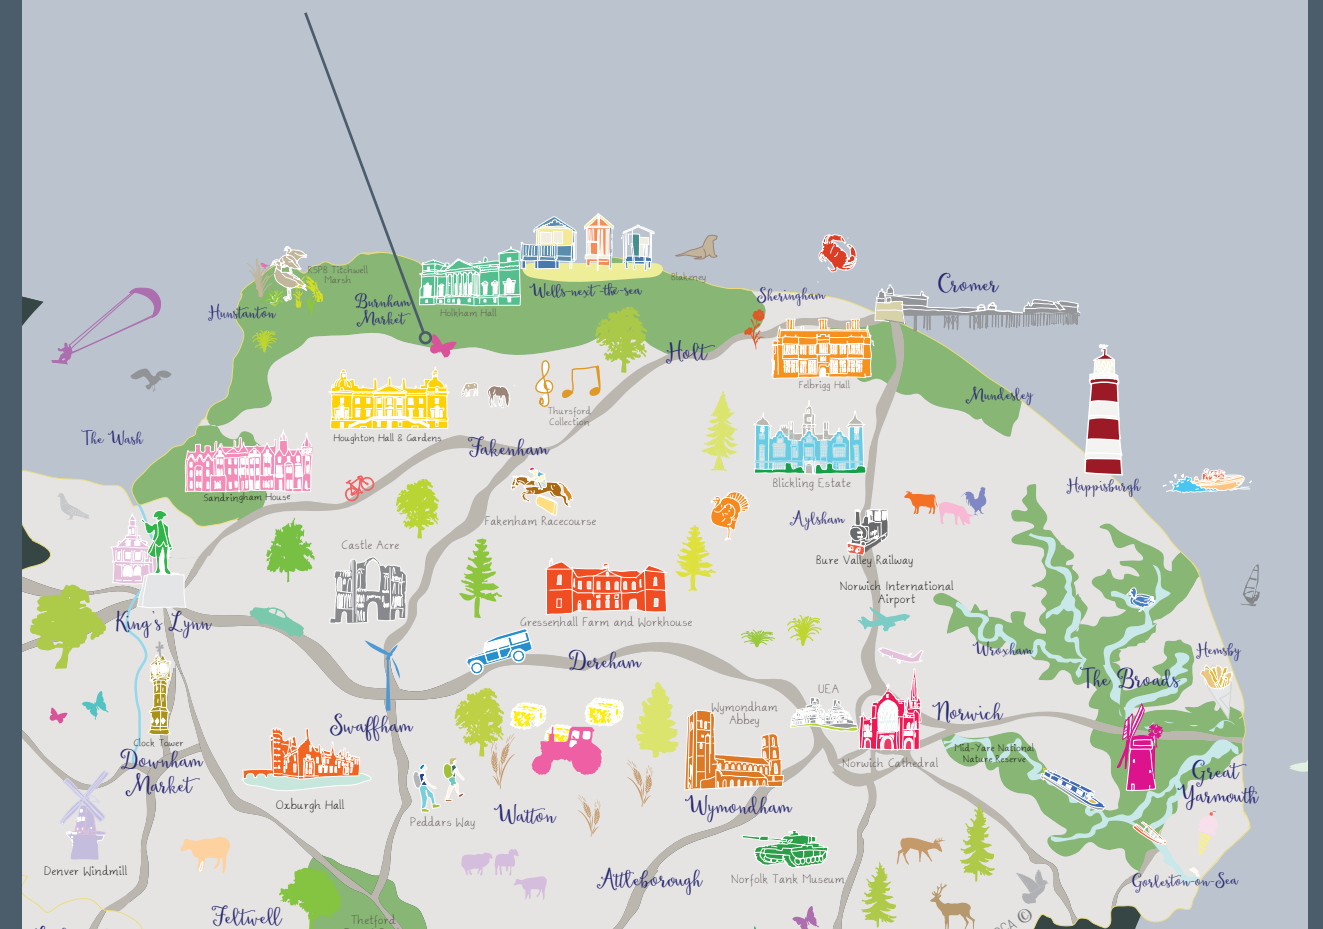 RSPB Titchwell
Marsh
Hunstanton
Burnham
Market
Holkham Hall
Wells-next-the-sea
Blakeney
Sheringham
Cromer
Holt
Felbrigg Hall
Mundesley
Houghton Hall & Gardens
Thursford
Collection
The Wash
Fakenham
Sandringham House
Blickling Estate
Happisburgh
Fakenham Racecourse
Aylsham
Castle Acre
Bure Valley Railway
Norwich International
Airport
King's Lynn
Gressenhall Farm and Workhouse
Dereham
Wroxham
Hemsby
The Broads
UEA
Wymondham
Abbey
Norwich
Swaffham
Clock Tower
Downham
Market
Mid-Yare National
Nature Reserve
Norwich Cathedral
Great
Yarmouth
Oxburgh Hall
Peddars Way
Watton
Wymondham
Denver Windmill
Attleborough
Norfolk Tank Museum
Gorleston-on-Sea
Feltwell
Thetford
©